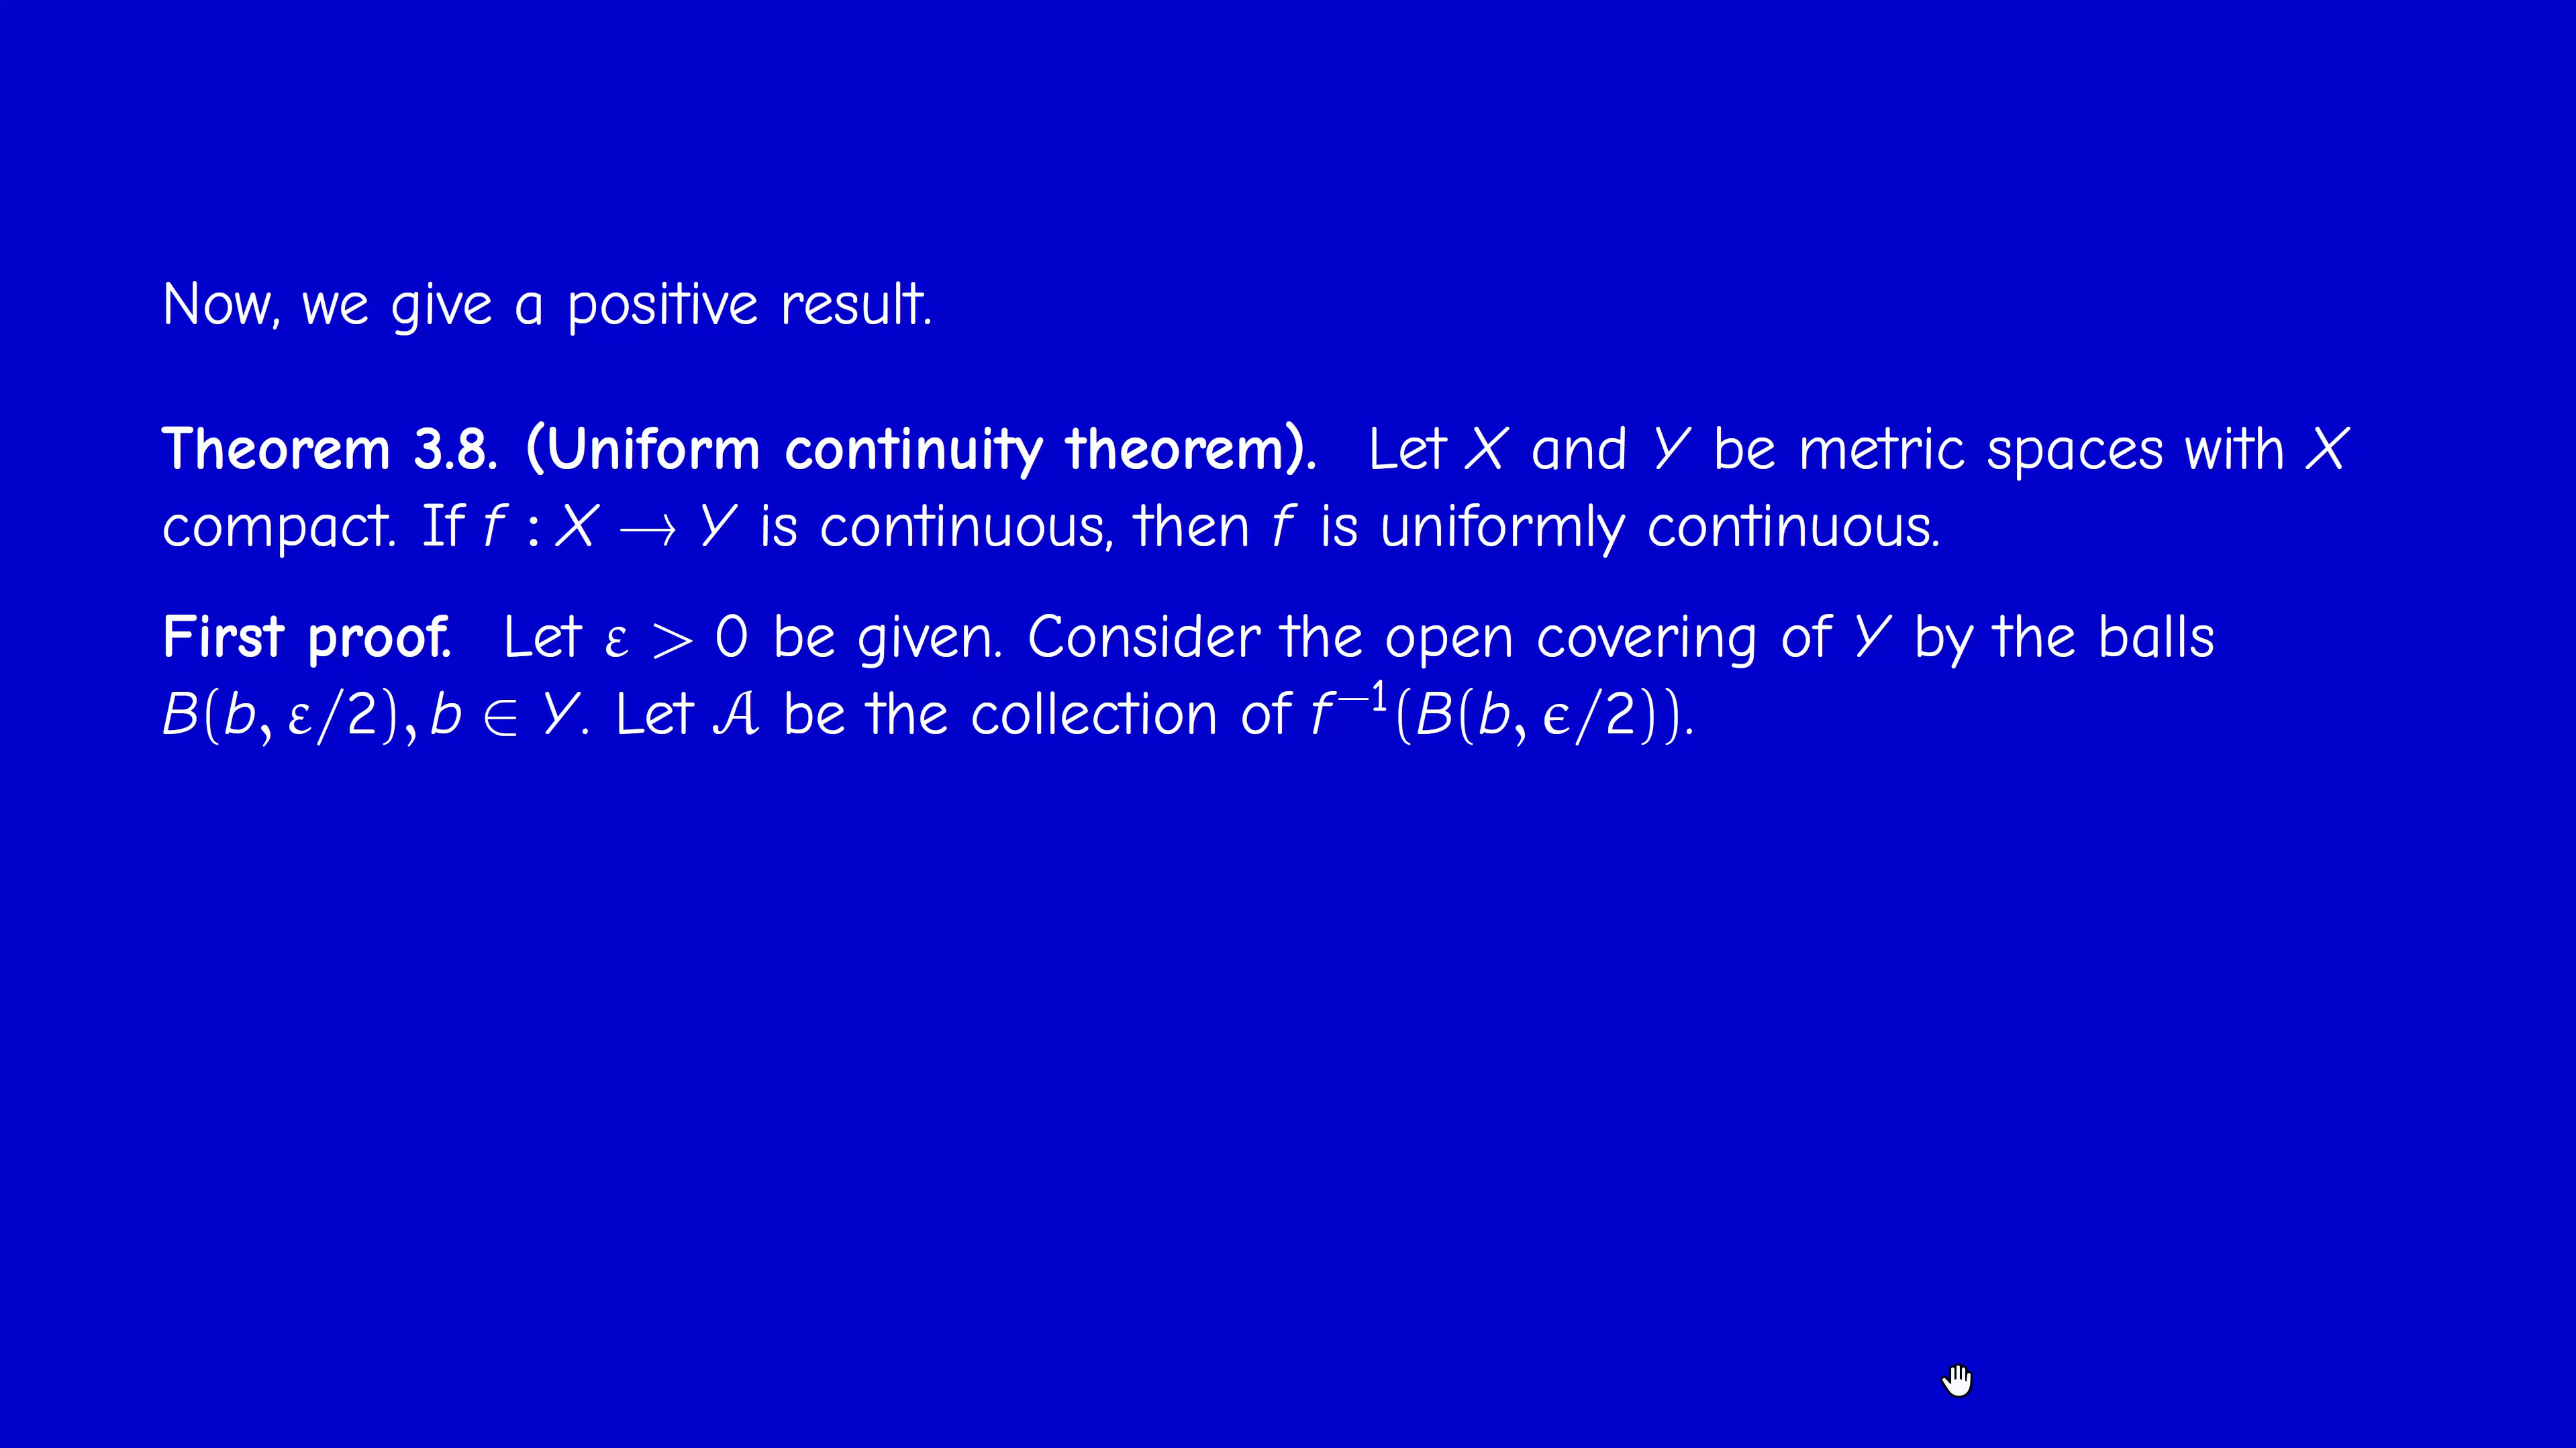 Now, we give a positive result.
Theorem 3.8. (Uniform continuity theorem). Let X and Y be metric spaces with X
compact. If f : X → Y is continuous, then f is uniformly continuous.
First proof. Let ε > 0 be given. Consider the open covering of Y by the balls
B(b, ε/2), b ∈ Y. Let 𝒜 be the collection of f⁻¹(B(b, ϵ/2)).